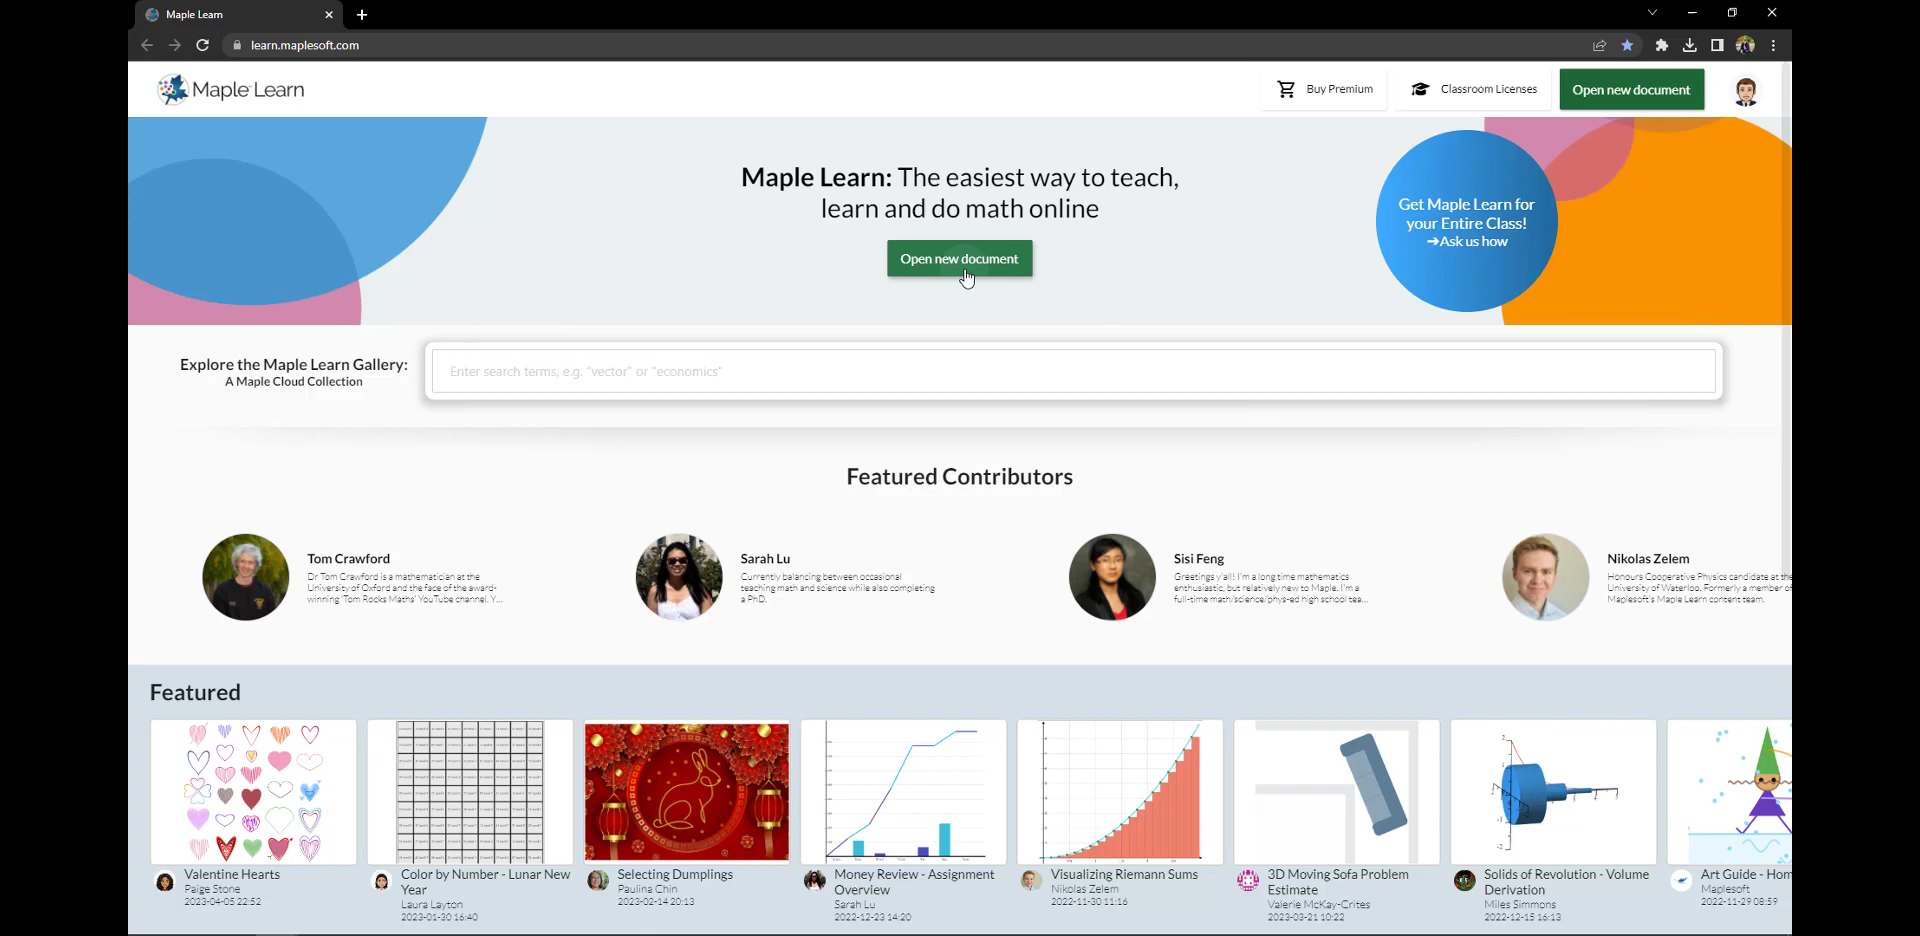 Maple Learn
learn.maplesoft.com
Maple Learn
Buy Premium
Classroom Licenses
Open new document
Maple Learn: The easiest way to teach,
learn and do math online
Open new document
Get Maple Learn for
your Entire Class!
➔Ask us how
Explore the Maple Learn Gallery:
A Maple Cloud Collection
Enter search terms, e.g. "vector" or "economics"
Featured Contributors
Tom Crawford
Dr Tom Crawford is a mathematician at the
University of Oxford and the face of the award-
winning 'Tom Rocks Maths' YouTube channel. Y...
Sarah Lu
Currently balancing between occasional
teaching math and science while also completing
a PhD.
Sisi Feng
Greetings y'all! I'm a long time mathematics
enthusiast, but relatively new to Maple. I'm a
full-time math/science/phys-ed high school tea...
Nikolas Zelem
Honours Cooperative Physics candidate at the
University of Waterloo. Formerly a member o
Maplesoft's Maple Learn content team.
Featured
Valentine Hearts
Paige Stone
2023-04-05 22:52
Color by Number - Lunar New
Year
Laura Layton
2023-01-30 16:40
Selecting Dumplings
Paulina Chin
2023-02-14 20:13
Money Review - Assignment
Overview
Sarah Lu
2022-12-23 14:20
Visualizing Riemann Sums
Nikolas Zelem
2022-11-30 11:16
3D Moving Sofa Problem
Estimate
Valerie McKay-Crites
2023-03-21 10:22
Solids of Revolution - Volume
Derivation
Miles Simmons
2022-12-15 16:13
Art Guide - Hom
Maplesoft
2022-11-29 08:59